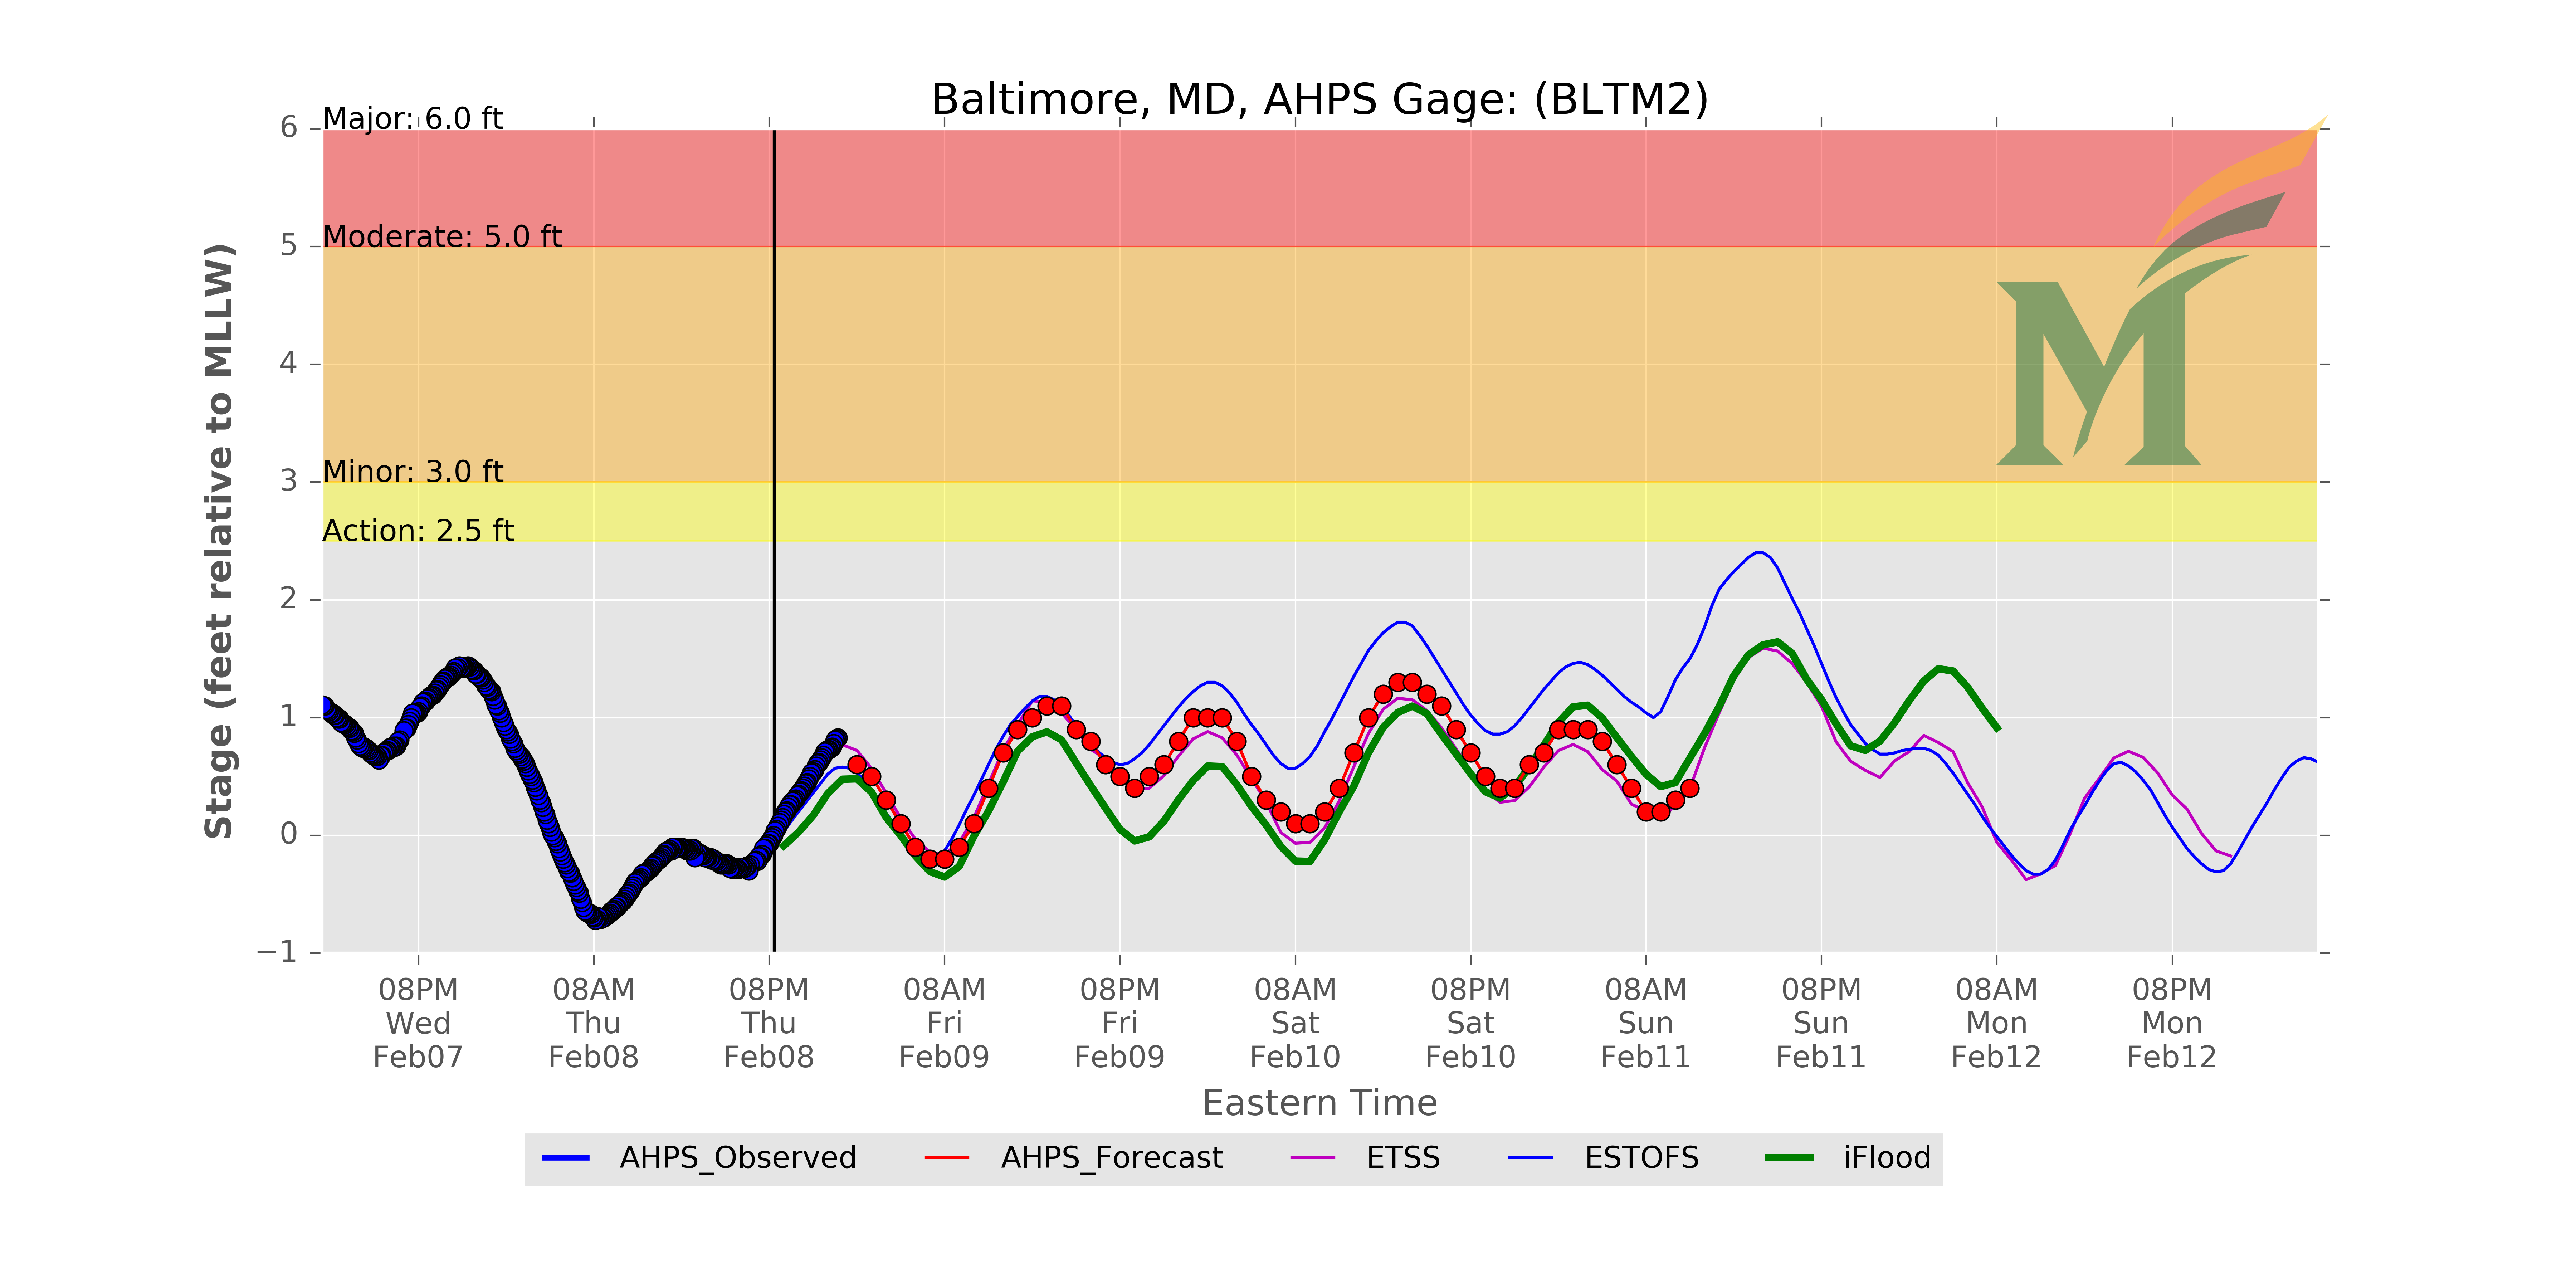 Baltimore, MD, AHPS Gage: (BLTM2)
Major: 6.0 ft
Moderate: 5.0 ft
Minor: 3.0 ft
Action: 2.5 ft
Stage (feet relative to MLLW)
6
5
4
3
2
1
0
−1
08PM 08AM 08PM 08AM 08PM 08AM 08PM 08AM 08PM 08AM 08PM
Wed Thu Thu Fri Fri Sat Sat Sun Sun Mon Mon
Feb07 Feb08 Feb08 Feb09 Feb09 Feb10 Feb10 Feb11 Feb11 Feb12 Feb12
Eastern Time
AHPS_Observed AHPS_Forecast ETSS ESTOFS iFlood
M